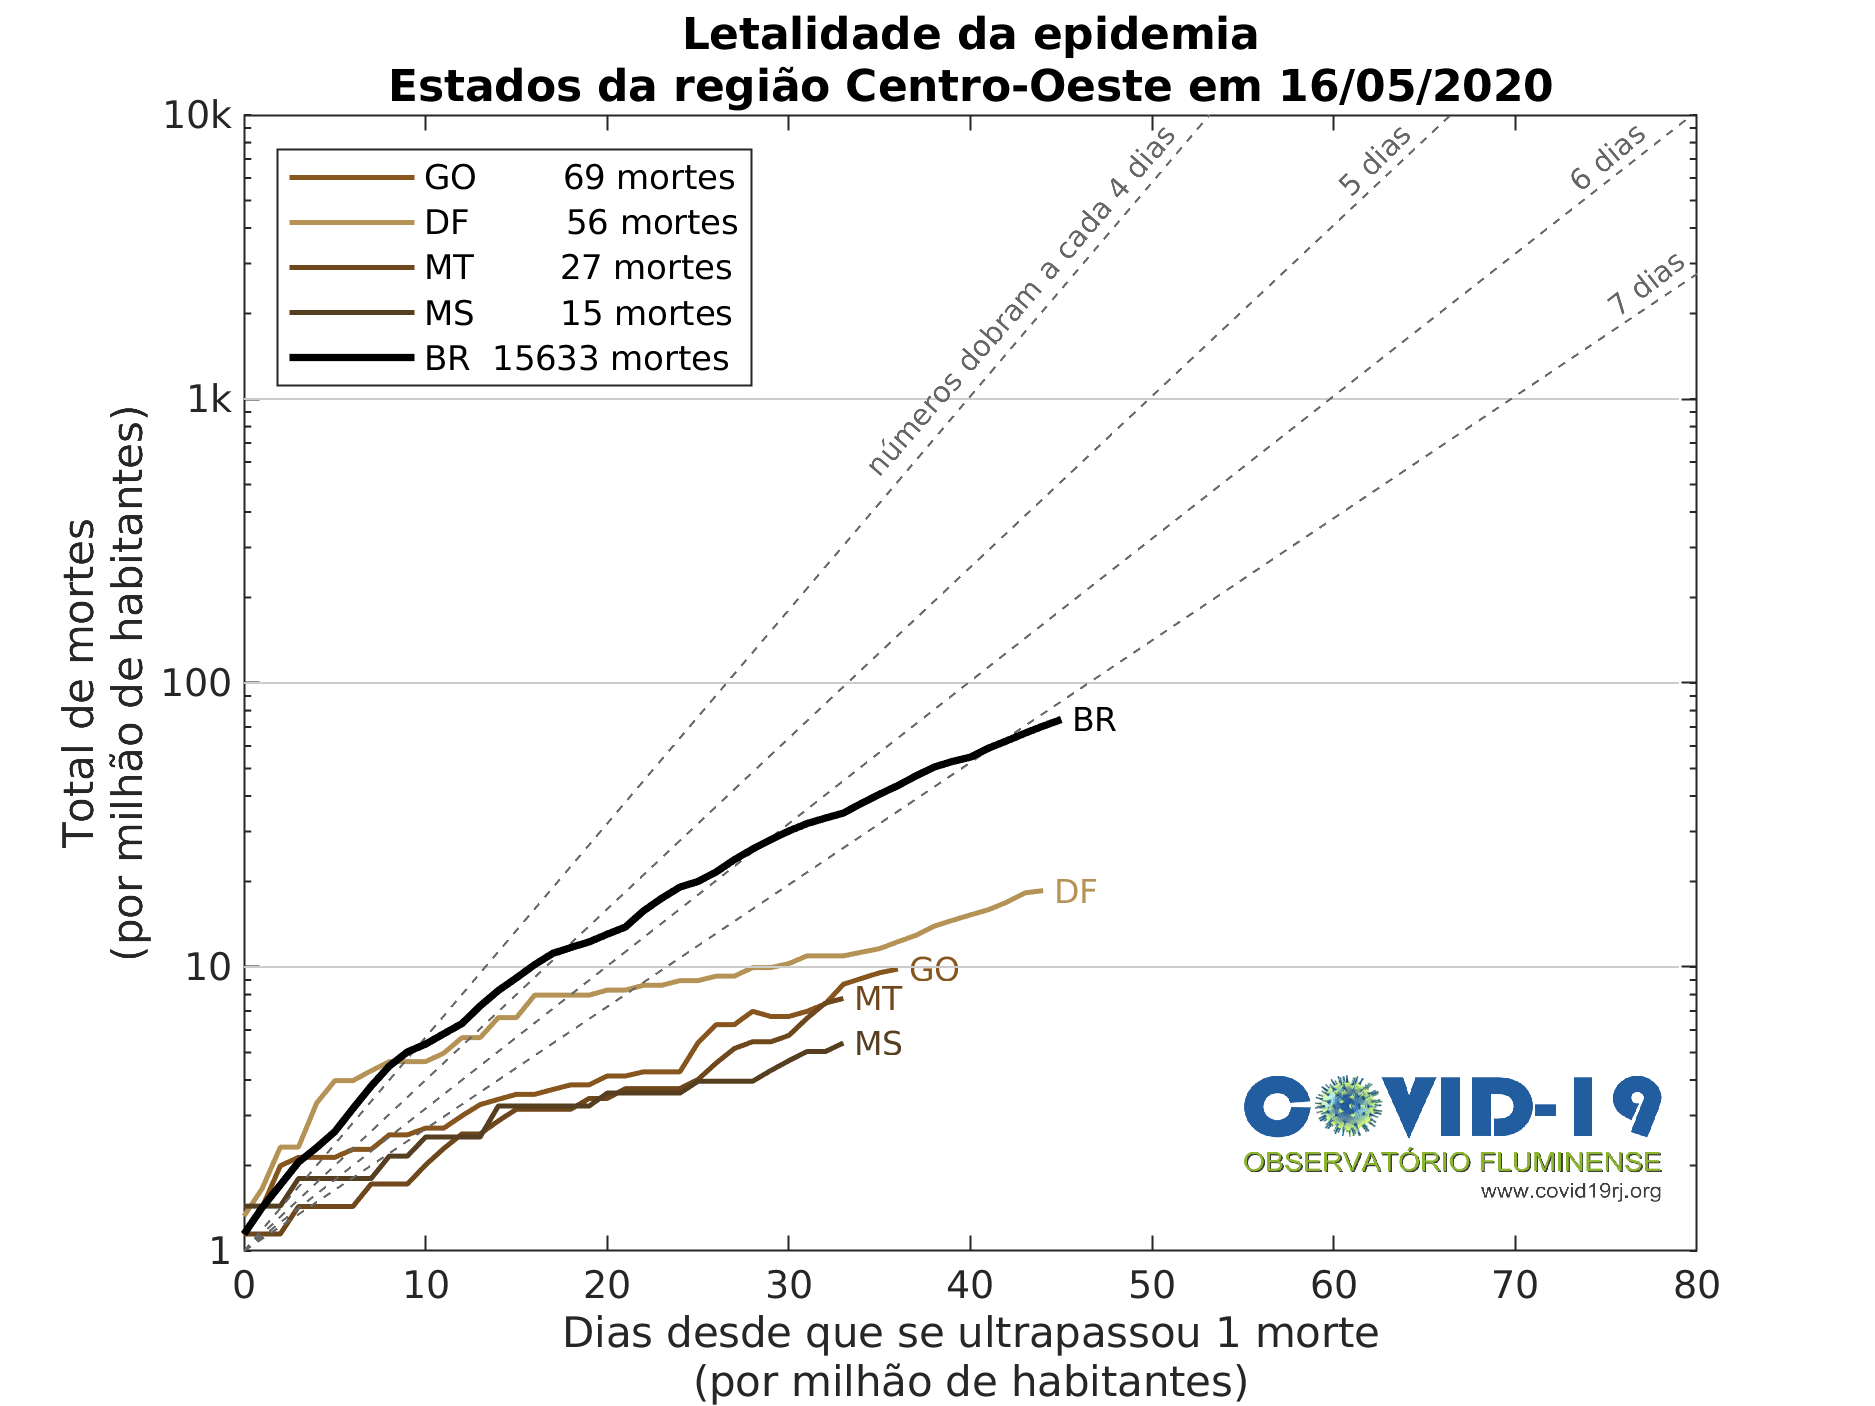 Letalidade da epidemia
Estados da região Centro-Oeste em 16/05/2020
10k
1k
100
10
1
Total de mortes
(por milhão de habitantes)
GO 69 mortes
DF 56 mortes
MT 27 mortes
MS 15 mortes
BR 15633 mortes
números dobram a cada 4 dias
5 dias
6 dias
7 dias
BR
DF
GO
MT
MS
COVID-19
OBSERVATÓRIO FLUMINENSE
www.covid19rj.org
0 10 20 30 40 50 60 70 80
Dias desde que se ultrapassou 1 morte
(por milhão de habitantes)